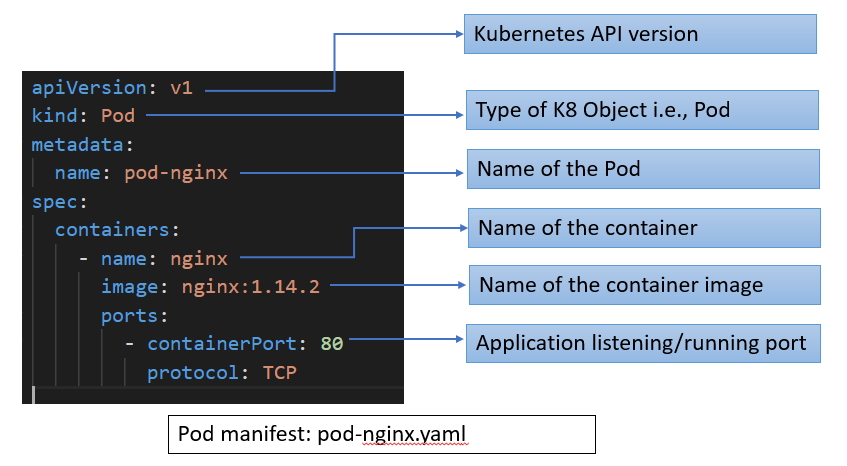 Kubernetes API version
apiVersion: v1
kind: Pod
Type of K8 Object i.e., Pod
metadata:
name: pod-nginx
Name of the Pod
spec:
containers:
Name of the container
- name: nginx
image: nginx:1.14.2
Name of the container image
ports:
- containerPort: 80
Application listening/running port
protocol: TCP
Pod manifest: pod-nginx.yaml